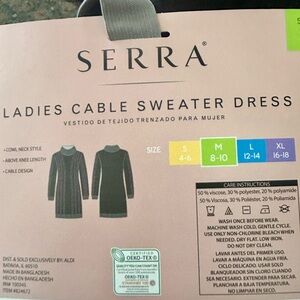 SERRA®
LADIES CABLE SWEATER DRESS
VESTIDO DE TEJIDO TRENZADO PARA MUJER
• COWL NECK STYLE
• ABOVE KNEE LENGTH
• CABLE DESIGN
SIZE
S
4-6
M
8-10
L
12-14
XL
16-18
CARE INSTRUCTIONS
50 % viscose, 30 % polyester, 20 % polyamide
50 % Viscosa, 30 % Poliéster, 20 % Poliamida
WASH ONCE BEFORE WEAR.
MACHINE WASH COLD. GENTLE CYCLE.
USE ONLY NON-CHLORINE BLEACH WHEN
NEEDED. DRY FLAT. LOW IRON.
DO NOT DRY CLEAN.
LAVAR ANTES DEL PRIMER USO.
LAVAR A MÁQUINA EN AGUA FRÍA.
CICLO DELICADO. USAR SOLO
BLANQUEADOR SIN CLORO CUANDO
SEA NECESARIO. EXTENDER PARA SECAR
EN PLANO. PLANCHAR A BAJA TEMPERATURA.
NO LIMPIAR EN SECO.
DIST. & SOLD EXCLUSIVELY BY: ALDI
BATAVIA, IL 60510
MADE IN BANGLADESH
HECHO EN BANGLADESH
CERTIFIED
OEKO-TEX®